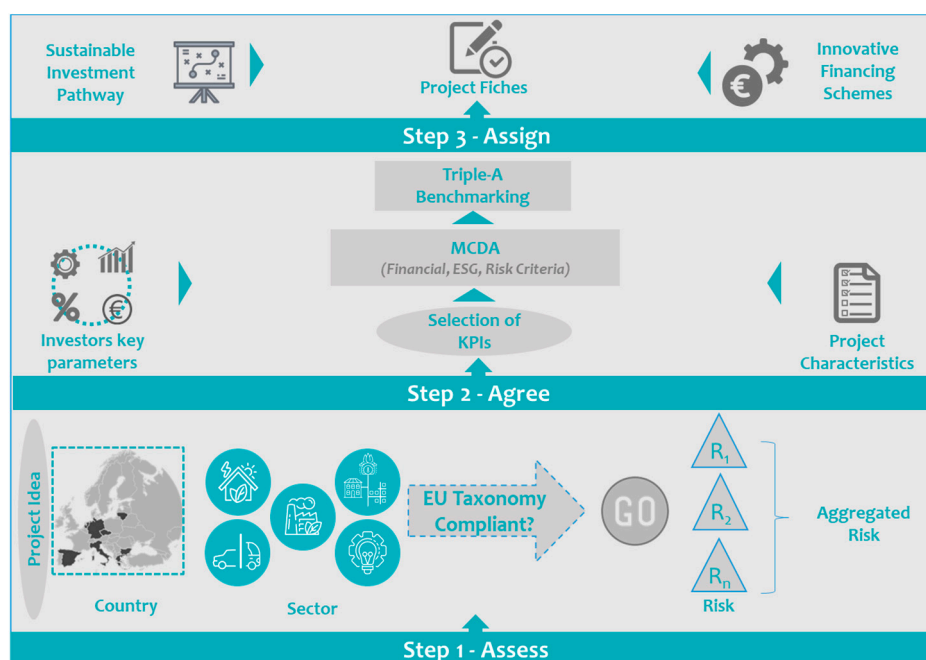 Sustainable
Investment
Pathway
Project Fiches
Innovative
Financing
Schemes
€
Step 3 - Assign
Triple-A
Benchmarking
MCDA
(Financial, ESG, Risk Criteria)
Selection of
KPIs
%
€
Investors key
parameters
Project
Characteristics
Step 2 - Agree
Project Idea
Country
Sector
EU Taxonomy
Compliant?
GO
R1
R2
Rn
Risk
Aggregated
Risk
Step 1 - Assess